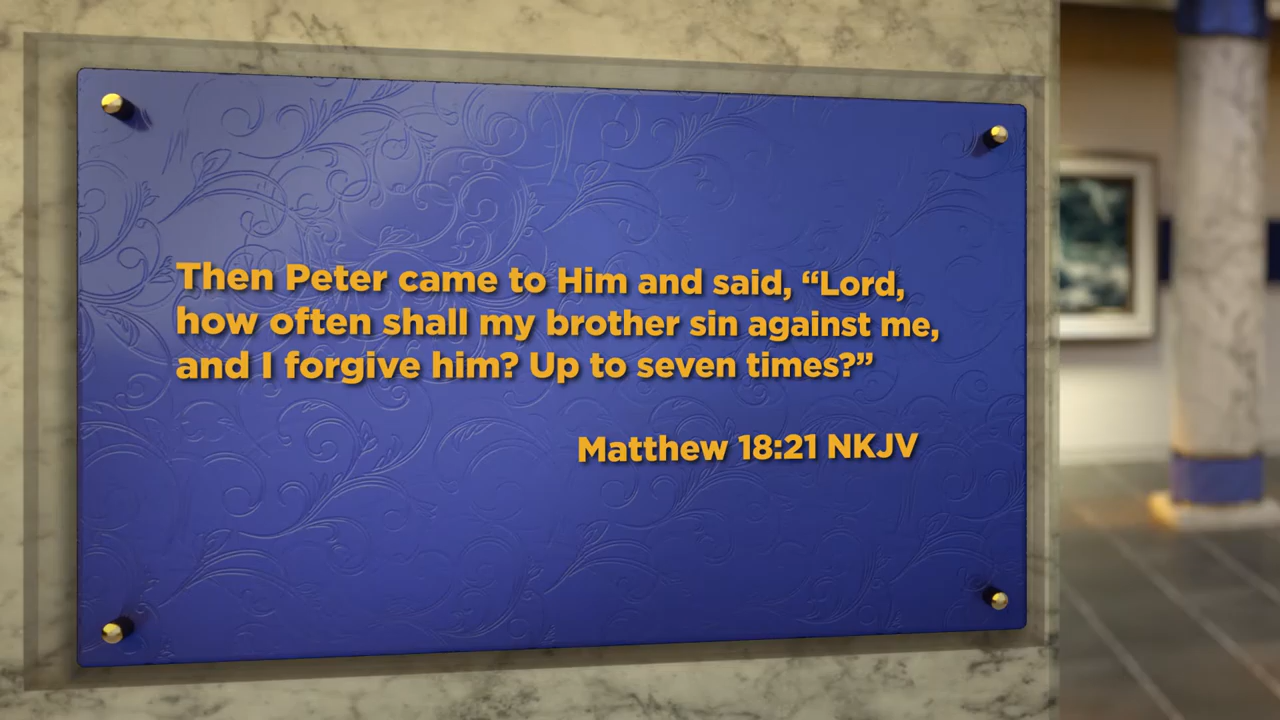 Then Peter came to Him and said, “Lord,
how often shall my brother sin against me,
and I forgive him? Up to seven times?”
Matthew 18:21 NKJV